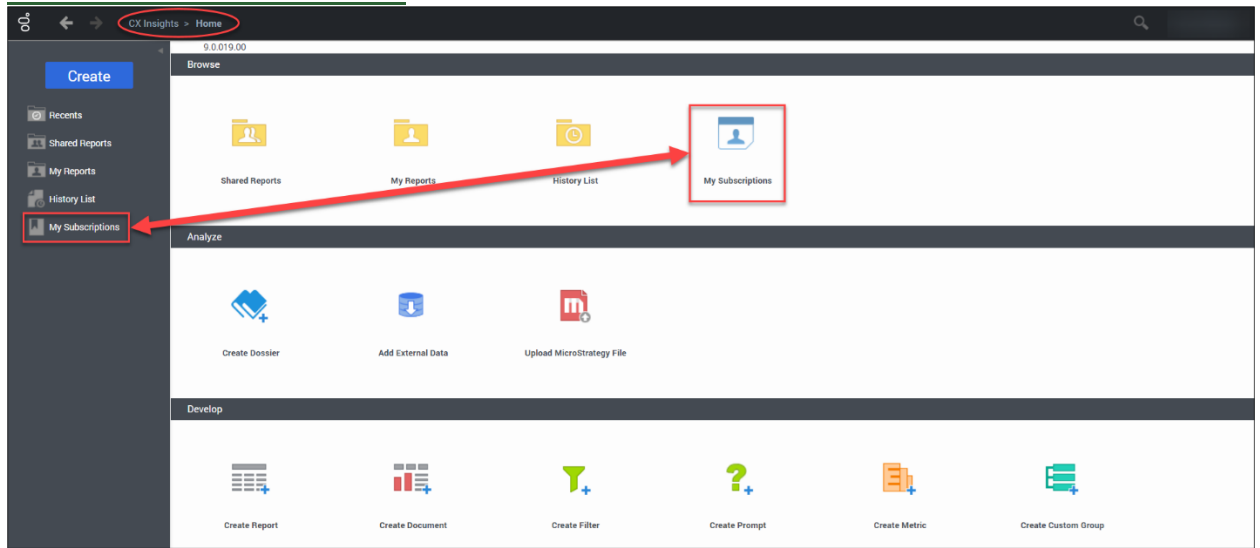 CX Insights > Home
9.0.019.00
Create
Recents
Shared Reports
My Reports
History List
My Subscriptions
Browse
Shared Reports
My Reports
History List
My Subscriptions
Analyze
Create Dossier
Add External Data
Upload MicroStrategy File
Develop
Create Report
Create Document
Create Filter
Create Prompt
Create Metric
Create Custom Group